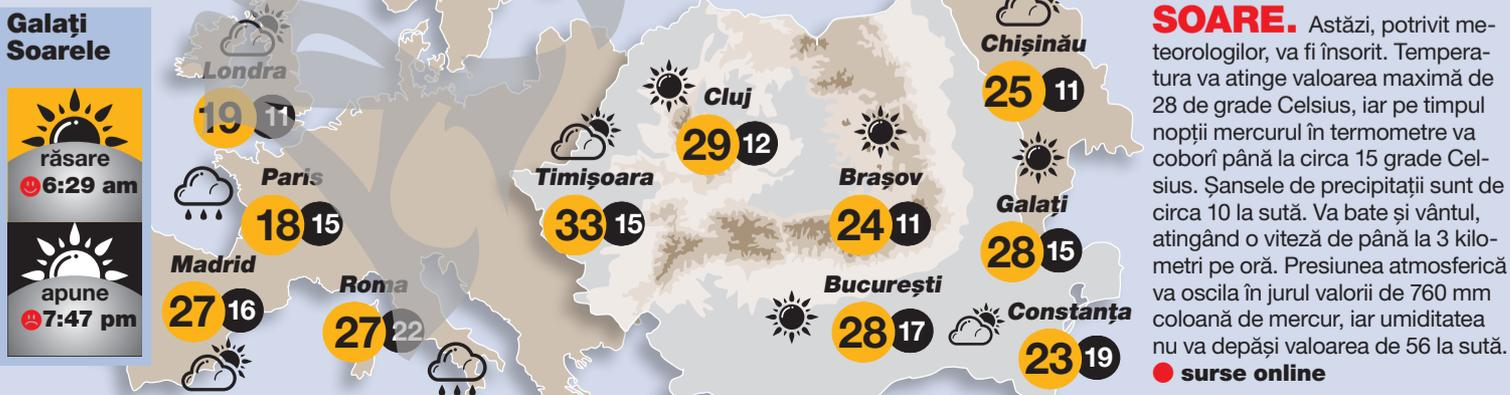 Galați
Soarele
răsare
6:29 am
apune
7:47 pm
Londra
19 11
Paris
18 15
Madrid
27 16
Roma
27 22
Timișoara
33 15
Cluj
29 12
Brașov
24 11
București
28 17
Chișinău
25 11
Galați
28 15
Constanța
23 19
SOARE. Astăzi, potrivit me-
teorologilor, va fi însorit. Tempera-
tura va atinge valoarea maximă de
28 de grade Celsius, iar pe timpul
nopții mercurul în termometre va
coborî până la circa 15 grade Cel-
sius. Șansele de precipitații sunt de
circa 10 la sută. Va bate și vântul,
atingând o viteză de până la 3 kilo-
metri pe oră. Presiunea atmosferică
va oscila în jurul valorii de 760 mm
coloană de mercur, iar umiditatea
nu va depăși valoarea de 56 la sută.
surse online